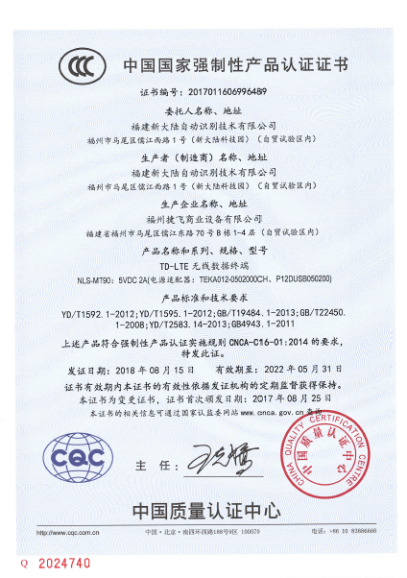 CCC
中国国家强制性产品认证证书
证书编号：2017011606996489
委托人名称、地址
福建新大陆自动识别技术有限公司
福州市马尾区儒江西路1号（新大陆科技园）（自贸试验区内）
生产者（制造商）名称、地址
福建新大陆自动识别技术有限公司
福州市马尾区儒江西路1号（新大陆科技园）（自贸试验区内）
生产企业名称、地址
福州捷飞商业设备有限公司
福建省福州市马尾区儒江东路70号B栋1-4层（自贸试验区内）
产品名称和系列、规格、型号
TD-LTE无线数据终端
NLS-MT90: 5VDC 2A(电源适配器: TEKA012-0502000CH、P12DUSB050200)
产品标准和技术要求
YD/T1592.1-2012;YD/T1595.1-2012;GB/T19484.1-2013;GB/T22450.
1-2008;YD/T2583.14-2013;GB4943.1-2011
上述产品符合强制性产品认证实施规则CNCA-C16-01:2014的要求，
特发此证。
发证日期：2018年08月15日 有效期至：2022年05月31日
证书有效期内本证书的有效性依据发证机构的定期监督获得保持。
本证书为变更证书，证书首次颁发日期：2017年08月25日
本证书的相关信息可通过国家认监委网站www.cnca.gov.cn查询
CHINA QUALITY CERTIFICATION CENTRE
中国质量认证中心
CQC
主任：
中国质量认证中心
http://www.cqc.com.cn 中国·北京·南四环西路188号9区 100070 电话：+86 10 83886666
Q 2024740